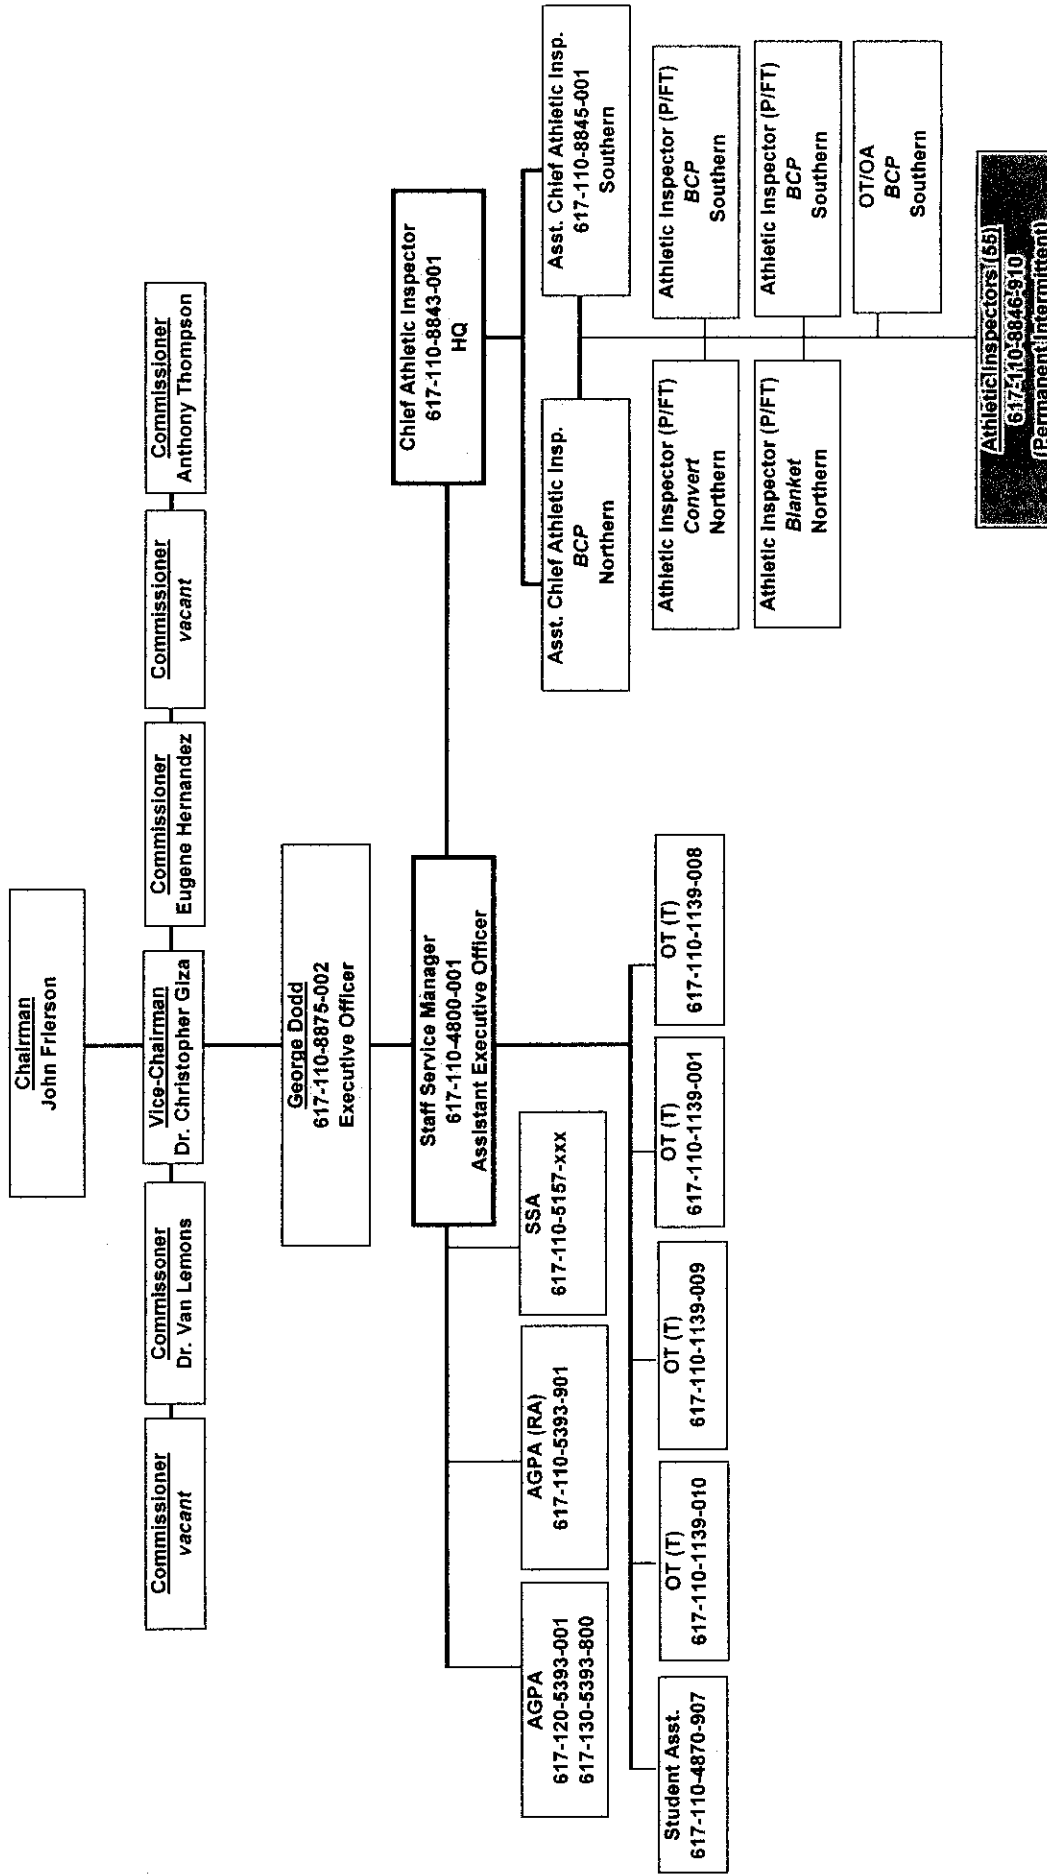 Chairman
John Frierson
Commissioner
vacant
Commissoner
Dr. Van Lemons
Vice-Chairman
Dr. Christopher Giza
Commissioner
Eugene Hernandez
Commissioner
vacant
Commissioner
Anthony Thompson
George Dodd
617-110-8875-002
Executive Officer
Staff Service Manager
617-110-4800-001
Assistant Executive Officer
Chief Athletic Inspector
617-110-8843-001
HQ
AGPA
617-120-5393-001
617-130-5393-800
AGPA (RA)
617-110-5393-901
SSA
617-110-5157-xxx
Asst. Chief Athletic Insp.
BCP
Northern
Asst. Chief Athletic Insp.
617-110-8845-001
Southern
Student Asst.
617-110-4870-907
OT (T)
617-110-1139-010
OT (T)
617-110-1139-009
OT (T)
617-110-1139-001
OT (T)
617-110-1139-008
Athletic Inspector (P/FT)
Convert
Northern
Athletic Inspector (P/FT)
BCP
Southern
Athletic Inspector (P/FT)
Blanket
Northern
Athletic Inspector (P/FT)
BCP
Southern
OT/OA
BCP
Southern
Athletic Inspectors (55)
617-110-8846-910
(Permanent Intermittent)